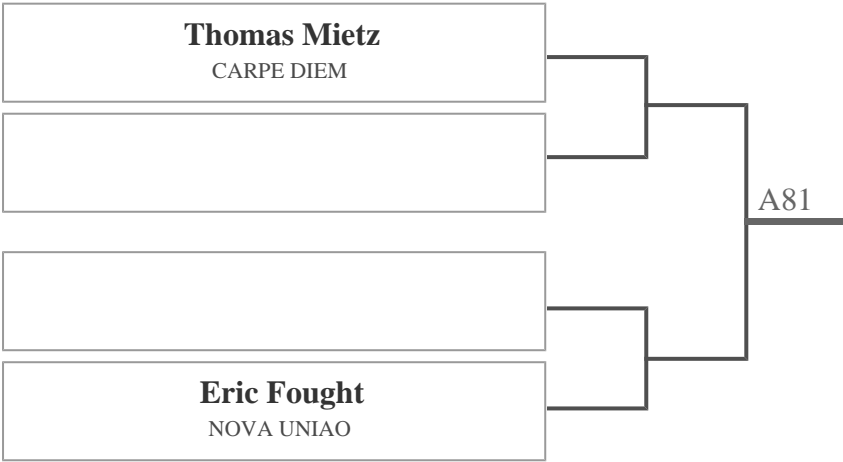 Thomas Mietz
CARPE DIEM
A81
Eric Fought
NOVA UNIAO